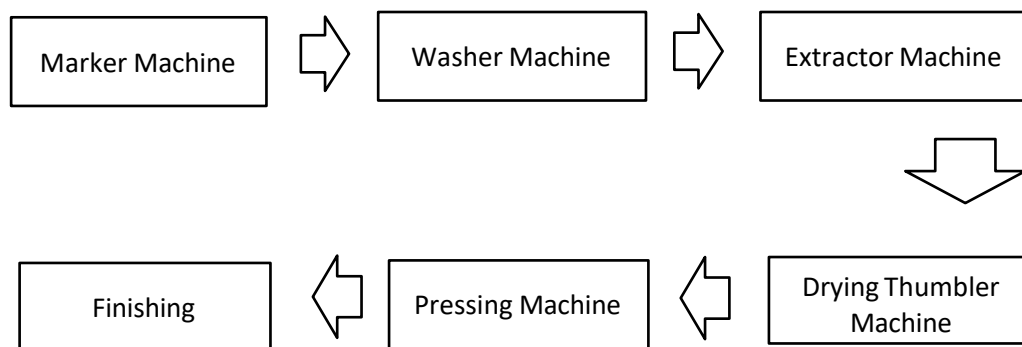 Marker Machine
Washer Machine
Extractor Machine
Drying Thumbler
Machine
Pressing Machine
Finishing